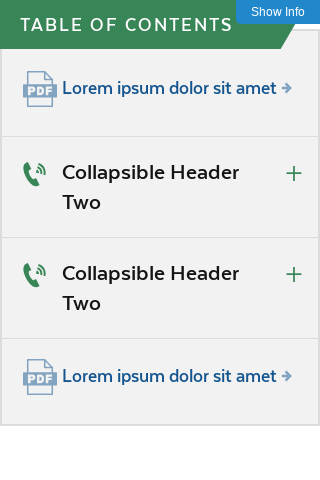 TABLE OF CONTENTS
Show Info
PDF
Lorem ipsum dolor sit amet
Collapsible Header
Two
Collapsible Header
Two
PDF
Lorem ipsum dolor sit amet